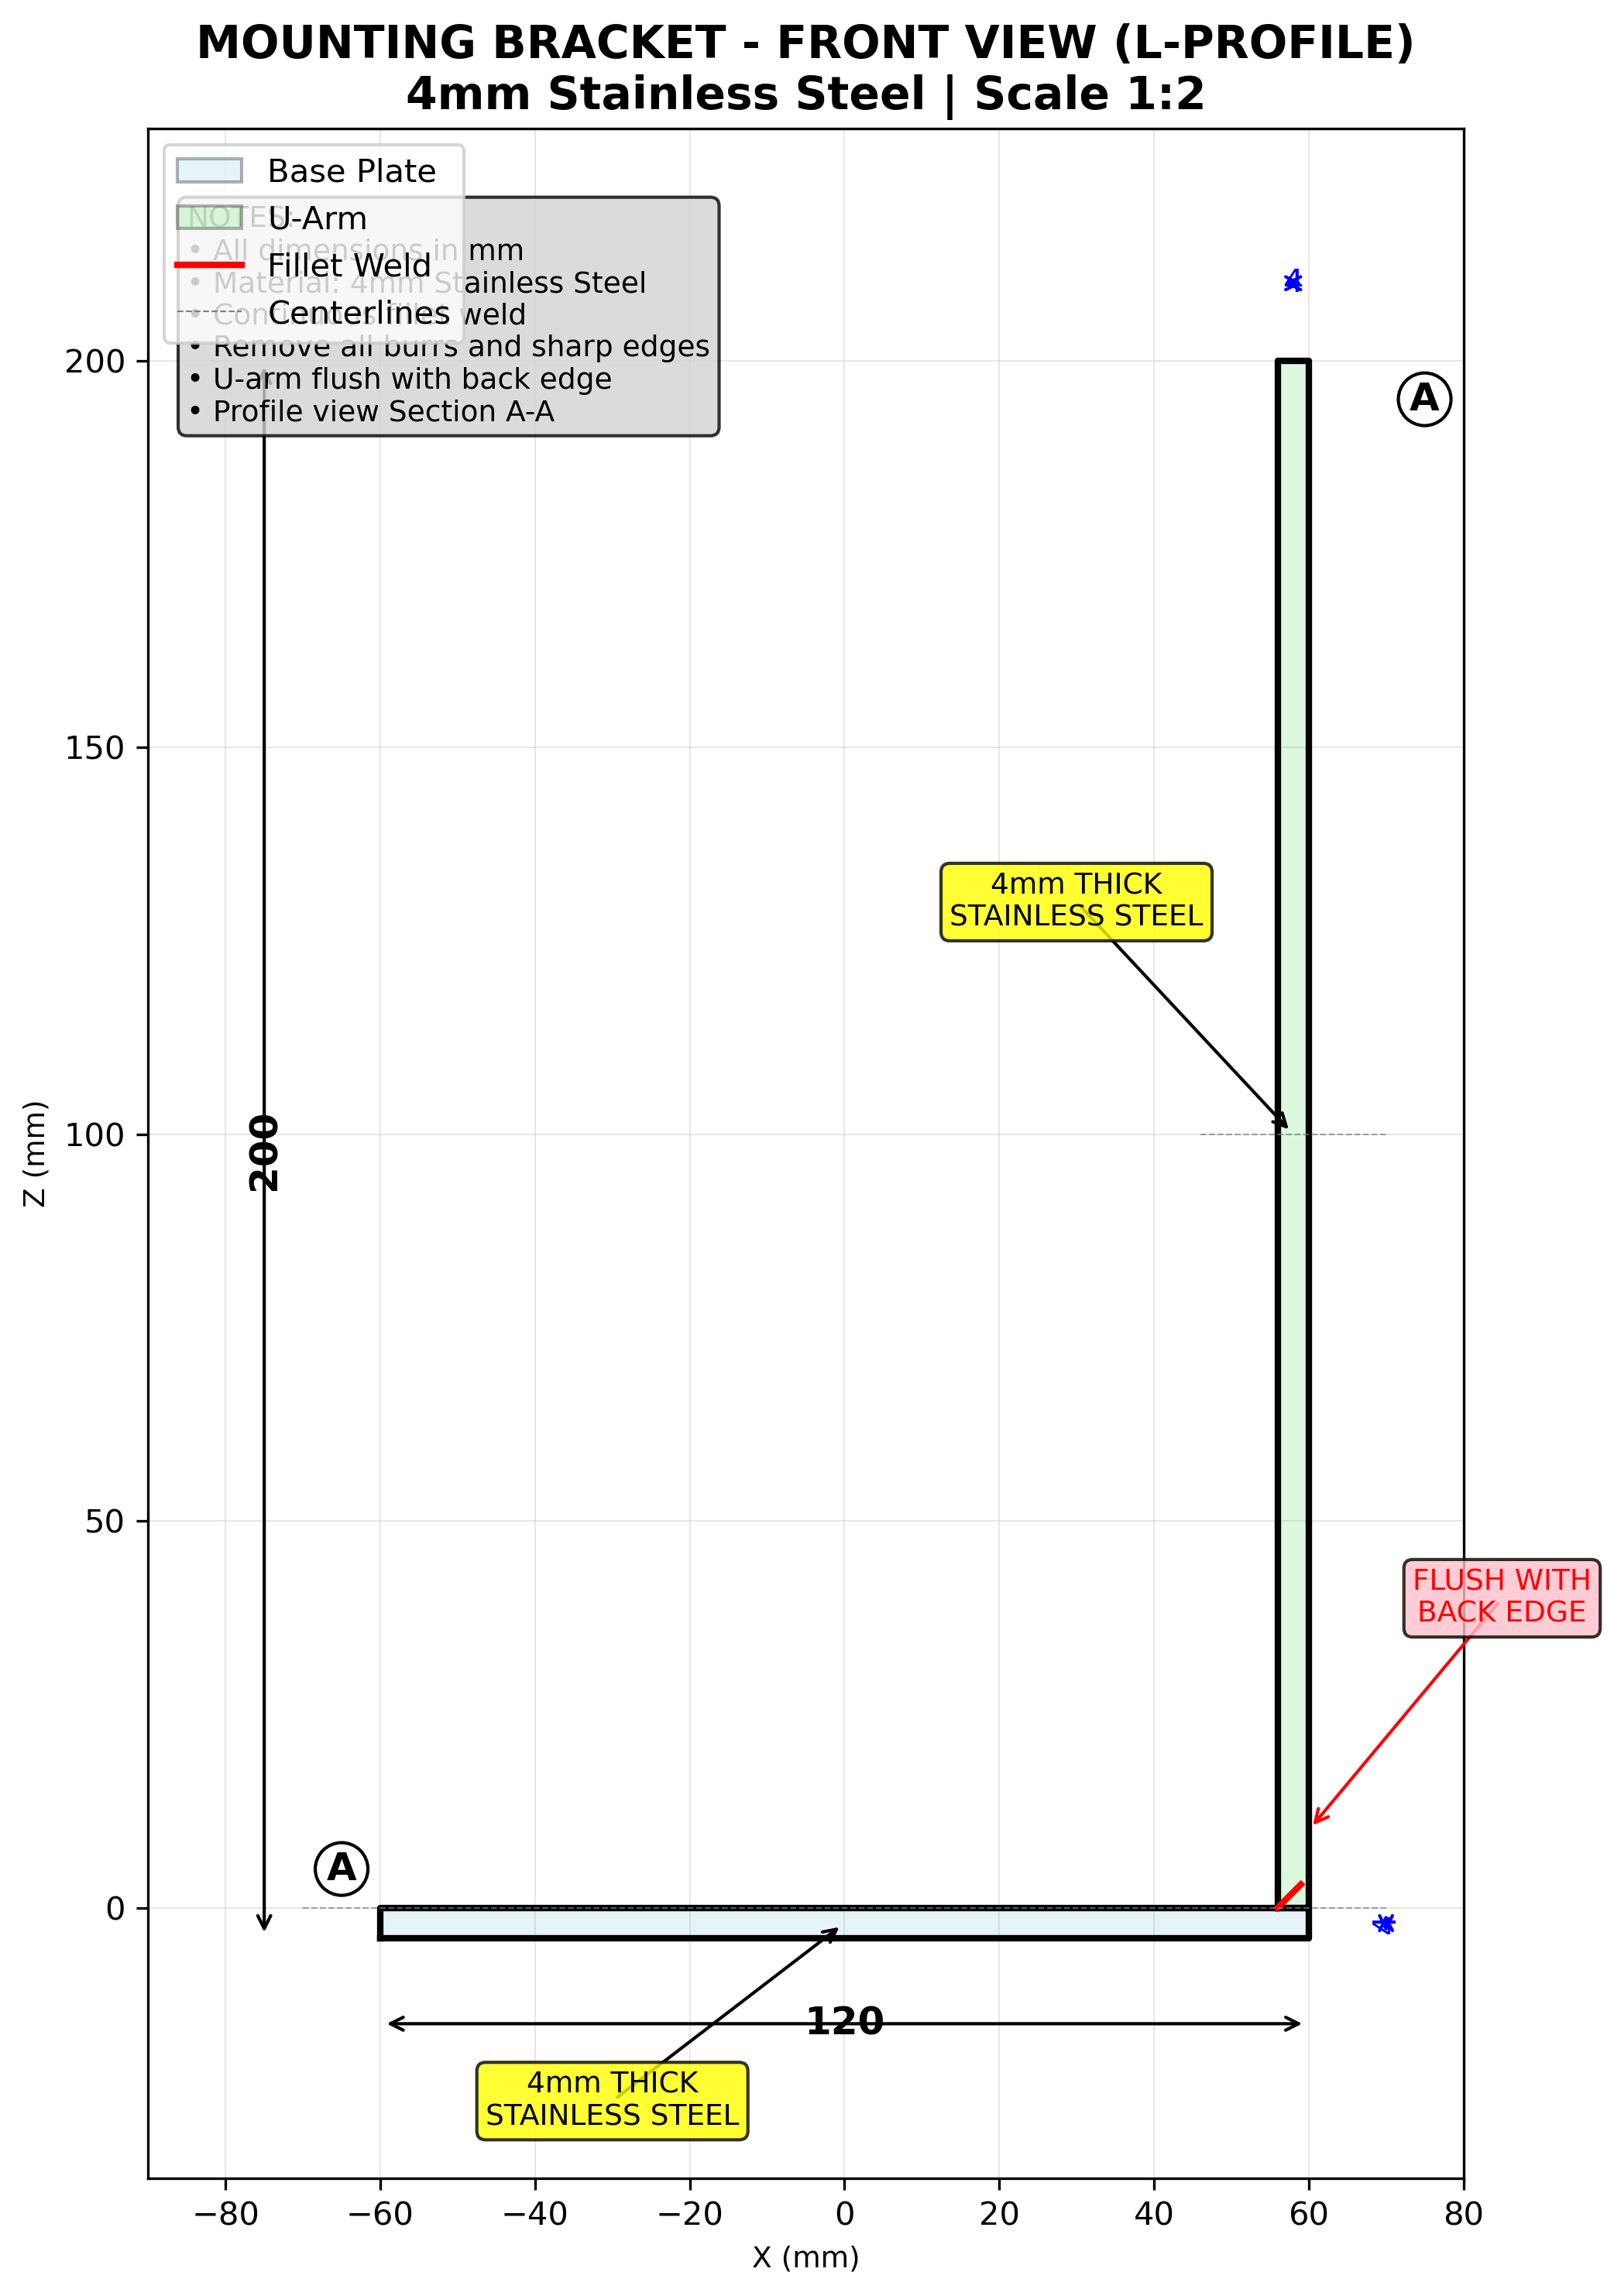 MOUNTING BRACKET - FRONT VIEW (L-PROFILE)
4mm Stainless Steel | Scale 1:2
Base Plate
U-Arm
Fillet Weld
Centerlines
NOTES:
• All dimensions in mm
• Material: 4mm Stainless Steel
• Continuous fillet weld
• Remove all burrs and sharp edges
• U-arm flush with back edge
• Profile view Section A-A
4
A
200
4mm THICK
STAINLESS STEEL
200
150
100
50
0
Z (mm)
FLUSH WITH
BACK EDGE
A
4
120
4mm THICK
STAINLESS STEEL
−80
−60
−40
−20
0
20
40
60
80
X (mm)